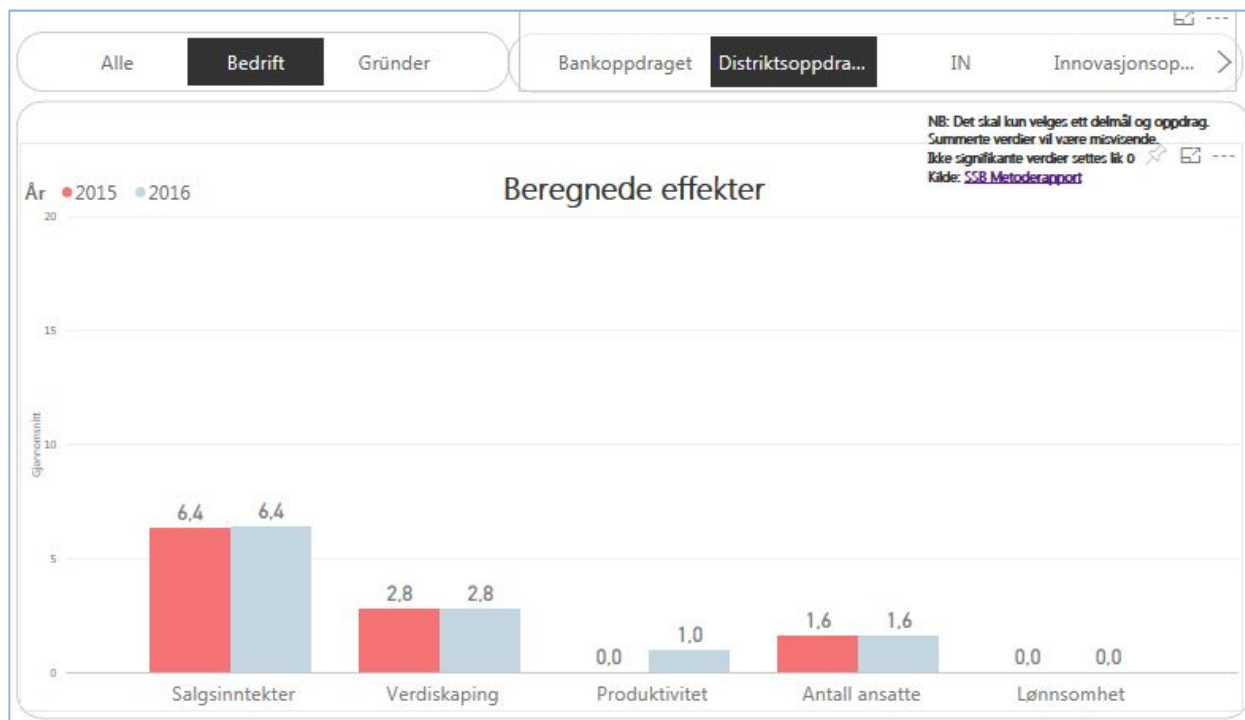 Alle Bedrift Gründer Bankoppdraget Distriktsoppdra... IN Innovasjonsop...
NB: Det skal kun velges ett delmål og oppdrag.
Summerte verdier vil være misvisende.
Ikke signifikante verdier settes lik 0
Kilde: SSB Metoderapport
År 2015 2016
Beregnede effekter
Gjennomsnitt
20
15
10
5
0
6,4 6,4
2,8 2,8
0,0 1,0
1,6 1,6
0,0 0,0
Salgsinntekter Verdiskaping Produktivitet Antall ansatte Lønnsomhet